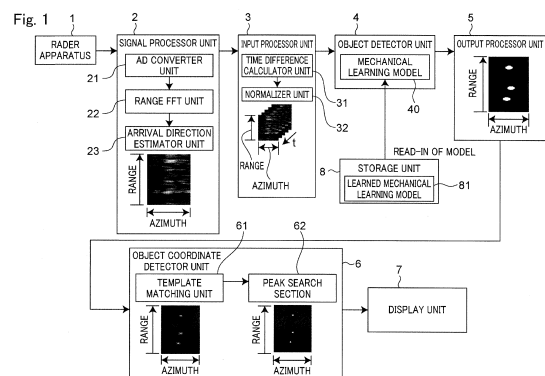 Fig. 1
1
RADER
APPARATUS
2
SIGNAL PROCESSOR UNIT
21
AD CONVERTER
UNIT
22
RANGE FFT UNIT
23
ARRIVAL DIRECTION
ESTIMATOR UNIT
RANGE
AZIMUTH
3
INPUT PROCESSOR UNIT
TIME DIFFERENCE
CALCULATOR UNIT
31
NORMALIZER UNIT
32
t
RANGE
AZIMUTH
4
OBJECT DETECTOR UNIT
MECHANICAL
LEARNING MODEL
40
READ-IN OF MODEL
8
STORAGE UNIT
81
LEARNED MECHANICAL
LEARNING MODEL
5
OUTPUT PROCESSOR
UNIT
RANGE
AZIMUTH
OBJECT COORDINATE
DETECTOR UNIT
61
62
6
TEMPLATE
MATCHING UNIT
PEAK SEARCH
SECTION
RANGE
AZIMUTH
RANGE
AZIMUTH
7
DISPLAY UNIT